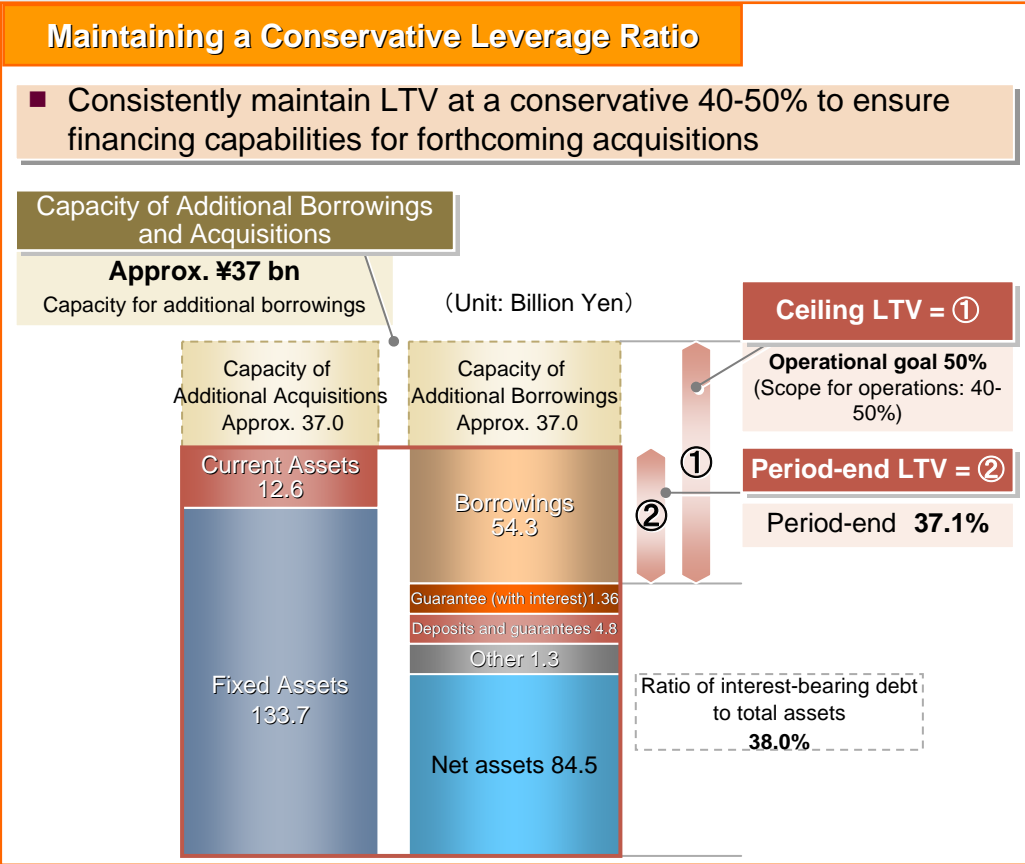 Maintaining a Conservative Leverage Ratio
■ Consistently maintain LTV at a conservative 40-50% to ensure
financing capabilities for forthcoming acquisitions
Capacity of Additional Borrowings
and Acquisitions
Approx. ¥37 bn
Capacity for additional borrowings
（Unit: Billion Yen）
Capacity of
Additional Acquisitions
Approx. 37.0
Current Assets
12.6
Fixed Assets
133.7
Capacity of
Additional Borrowings
Approx. 37.0
Borrowings
54.3
Guarantee (with interest)1.36
Deposits and guarantees 4.8
Other 1.3
Net assets 84.5
②
①
Ceiling LTV = ①
Operational goal 50%
(Scope for operations: 40-
50%)
Period-end LTV = ②
Period-end 37.1%
Ratio of interest-bearing debt
to total assets
38.0%